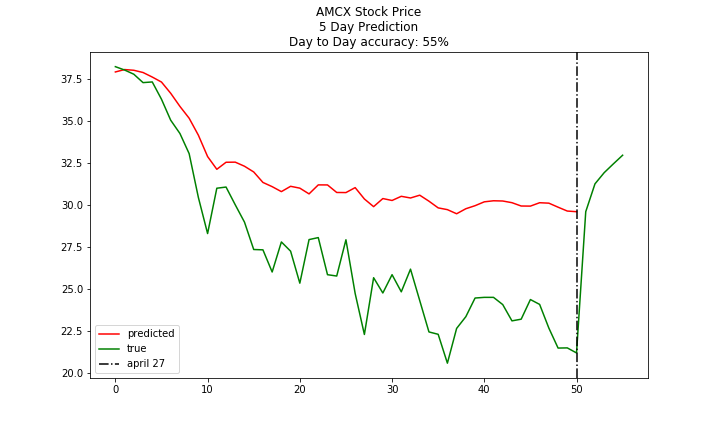 AMCX Stock Price
5 Day Prediction
Day to Day accuracy: 55%
37.5
35.0
32.5
30.0
27.5
25.0
22.5
20.0
predicted
true
april 27
0 10 20 30 40 50